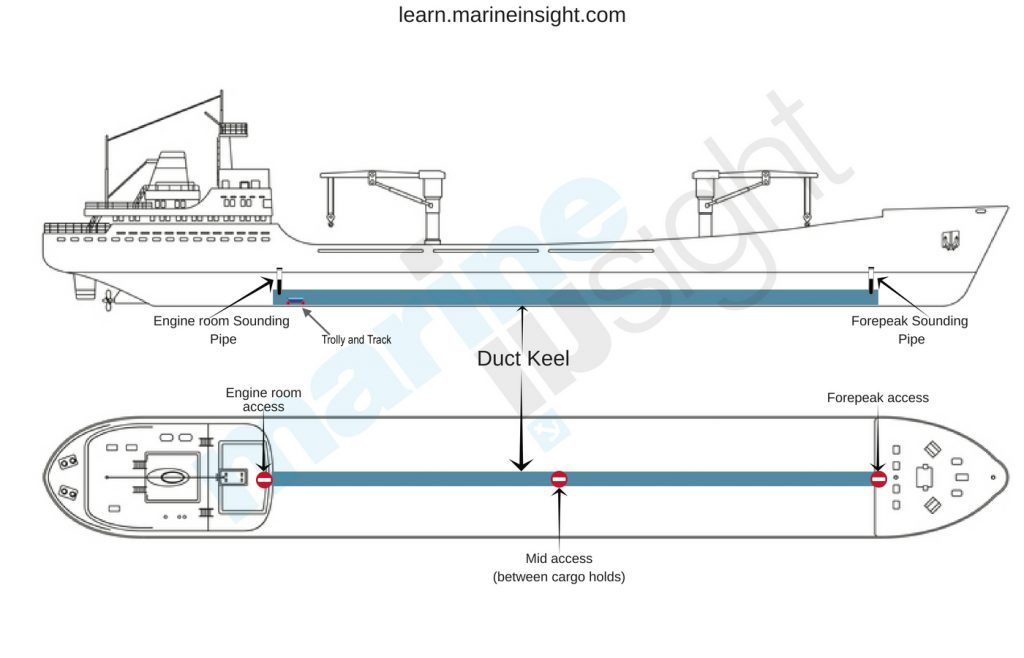 learn.marineinsight.com
marine
insight
Engine room Sounding
Pipe
Trolly and Track
Forepeak Sounding
Pipe
Duct Keel
Engine room
access
Forepeak access
Mid access
(between cargo holds)